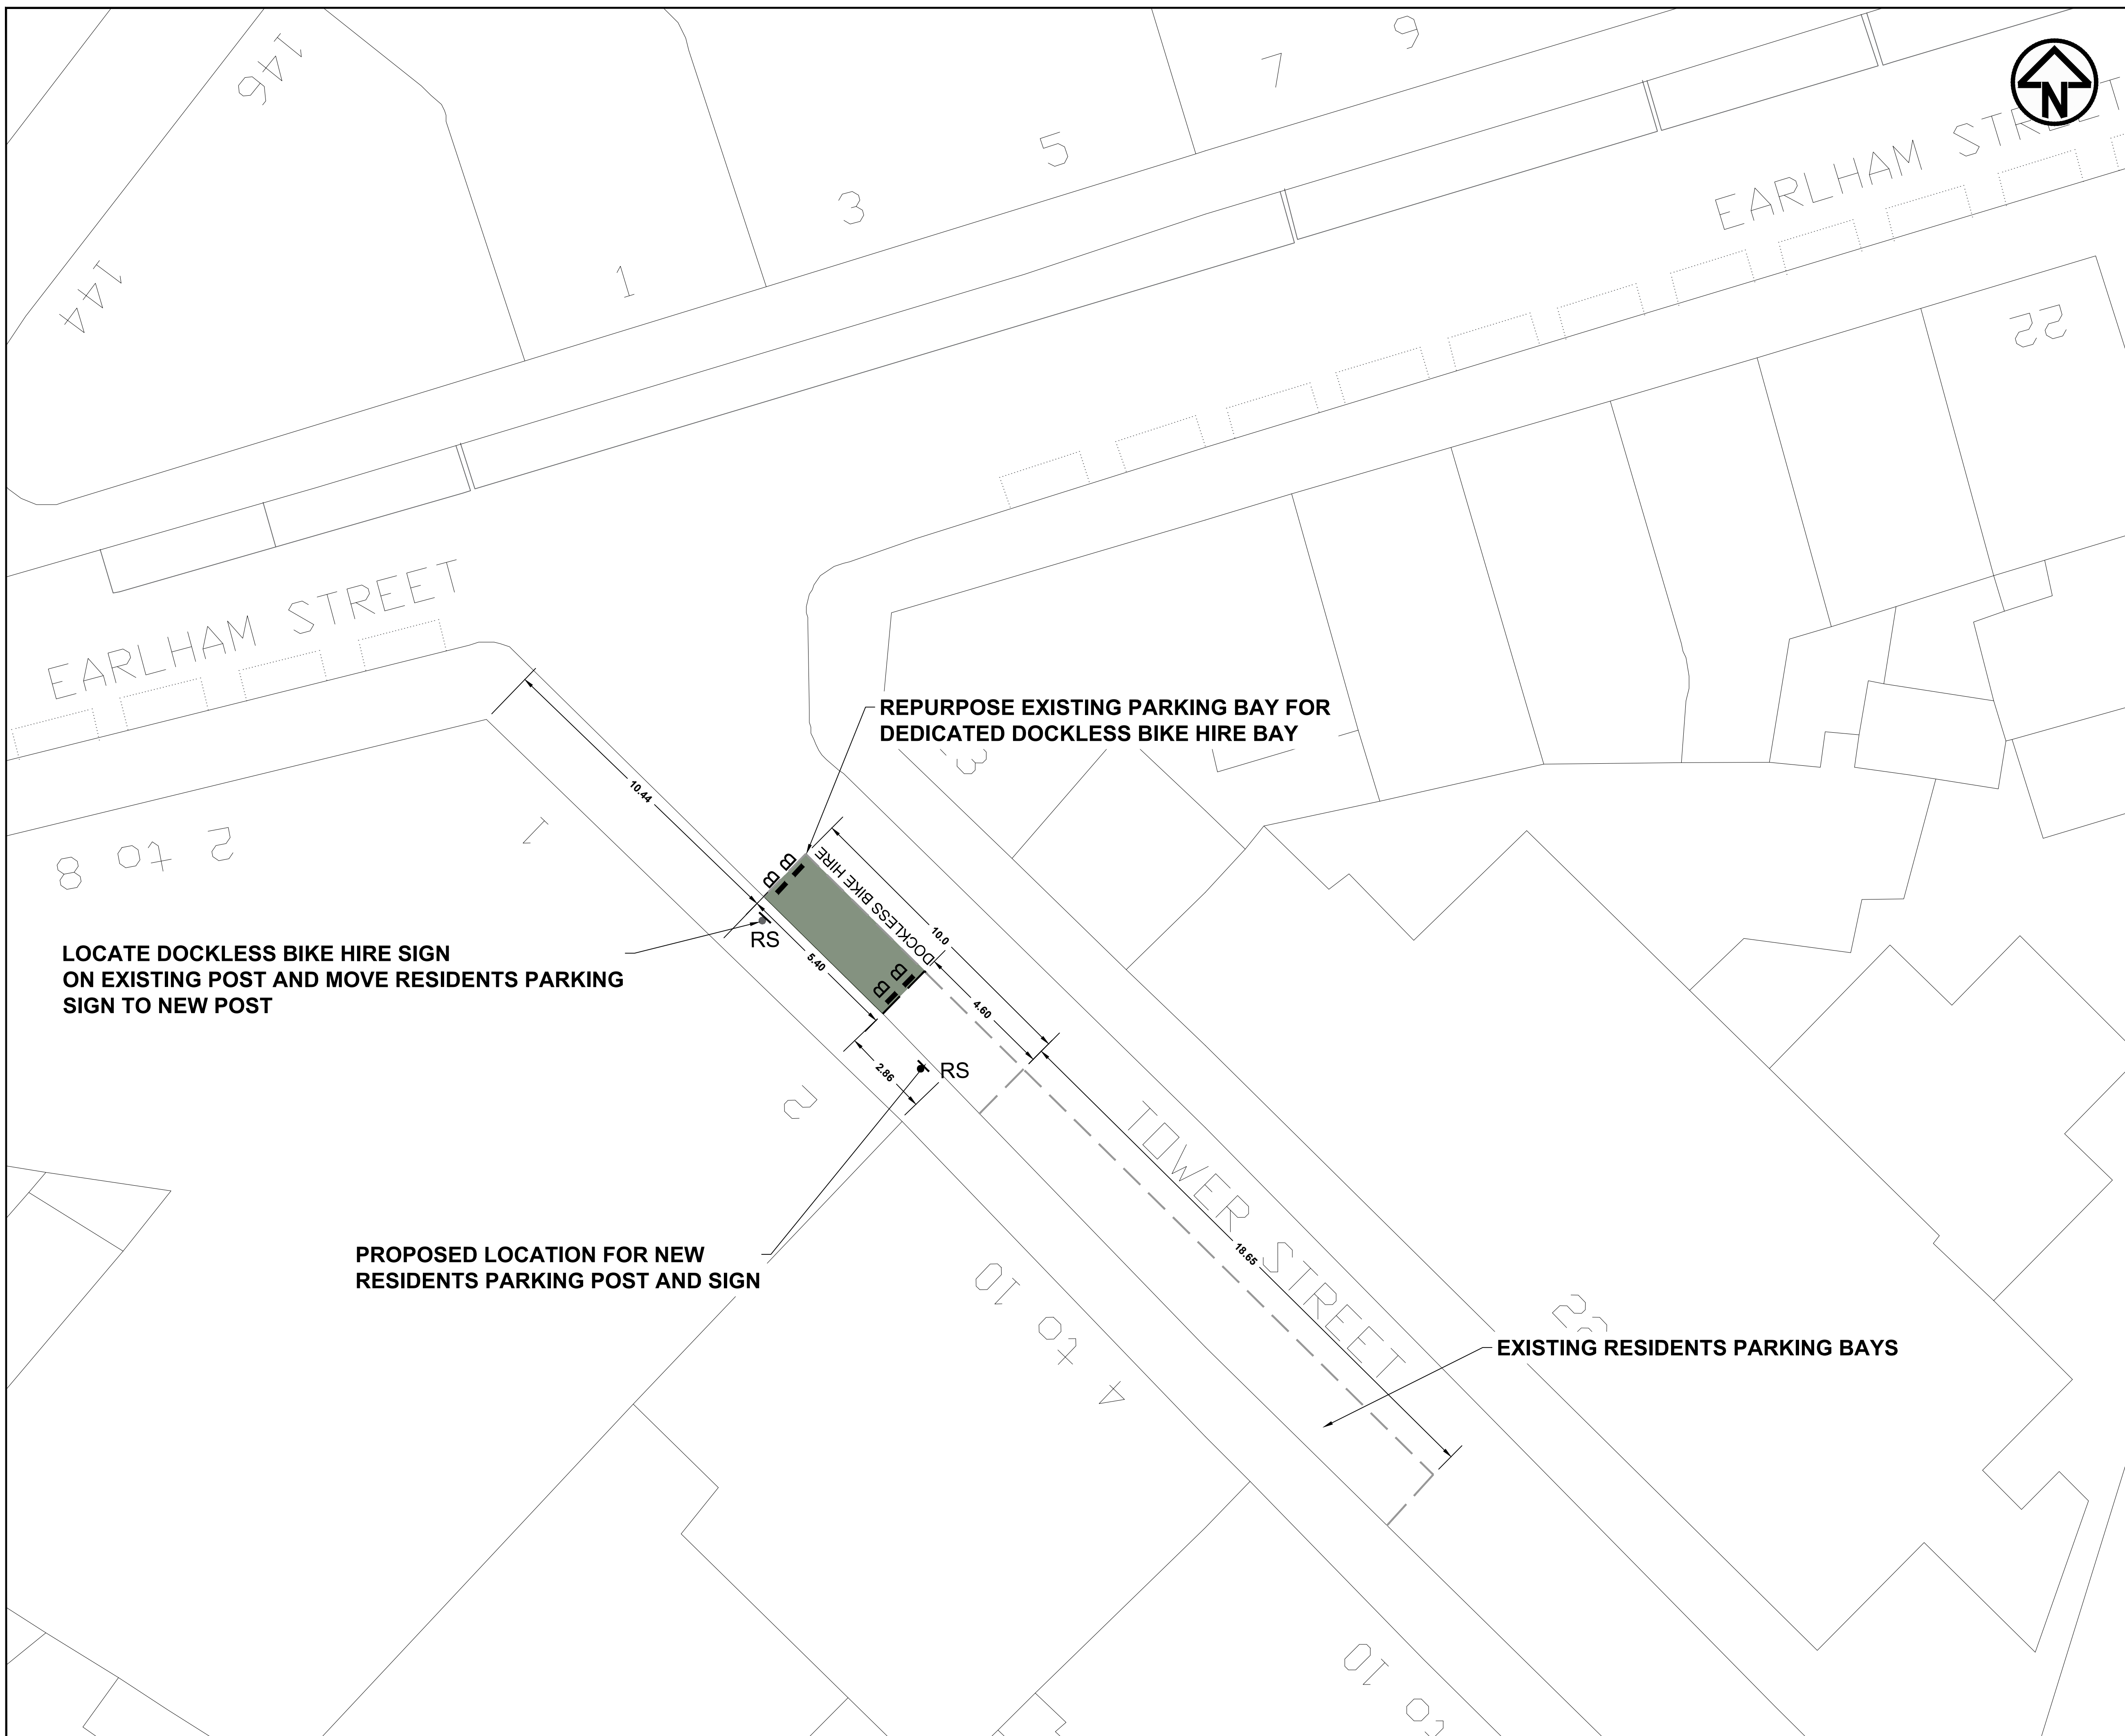 146
9
7
N
EARLHAM STREET
5
3
144
1
22
EARLHAM STREET
REPURPOSE EXISTING PARKING BAY FOR
DEDICATED DOCKLESS BIKE HIRE BAY
10.44
1
2 to 8
B B
DOCKLESS BIKE HIRE
10.0
RS
LOCATE DOCKLESS BIKE HIRE SIGN
ON EXISTING POST AND MOVE RESIDENTS PARKING
SIGN TO NEW POST
5.40
B B
4.60
2.86
RS
2
TOWER STREET
18.65
PROPOSED LOCATION FOR NEW
RESIDENTS PARKING POST AND SIGN
4 to 10
EXISTING RESIDENTS PARKING BAYS
10